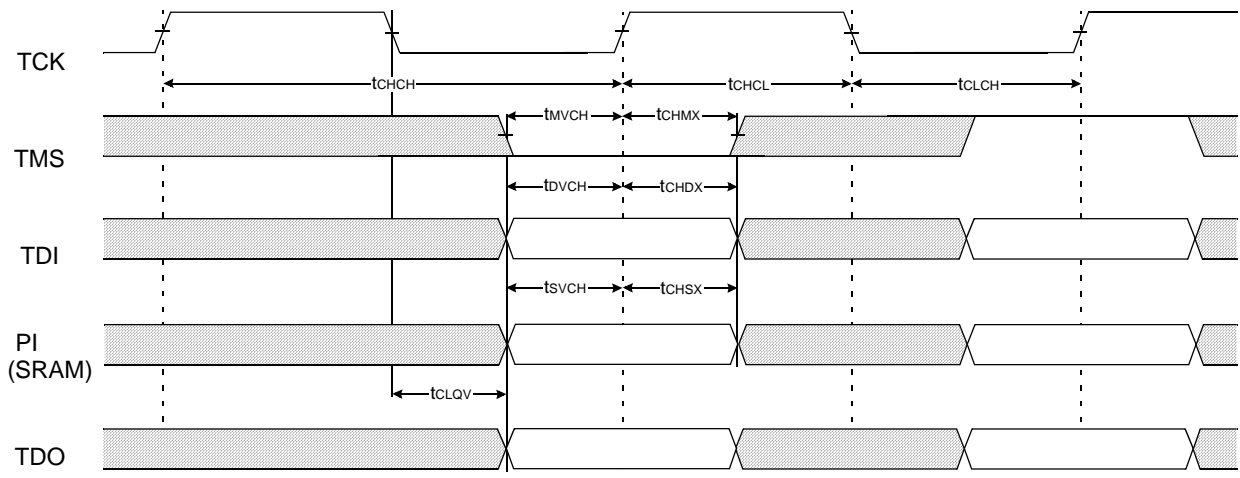 TCK
tCHCH
tCHCL
tCLCH
tMVCH
tCHMX
TMS
tDVCH
tCHDX
TDI
tSVCH
tCHSX
PI
(SRAM)
tCLQV
TDO